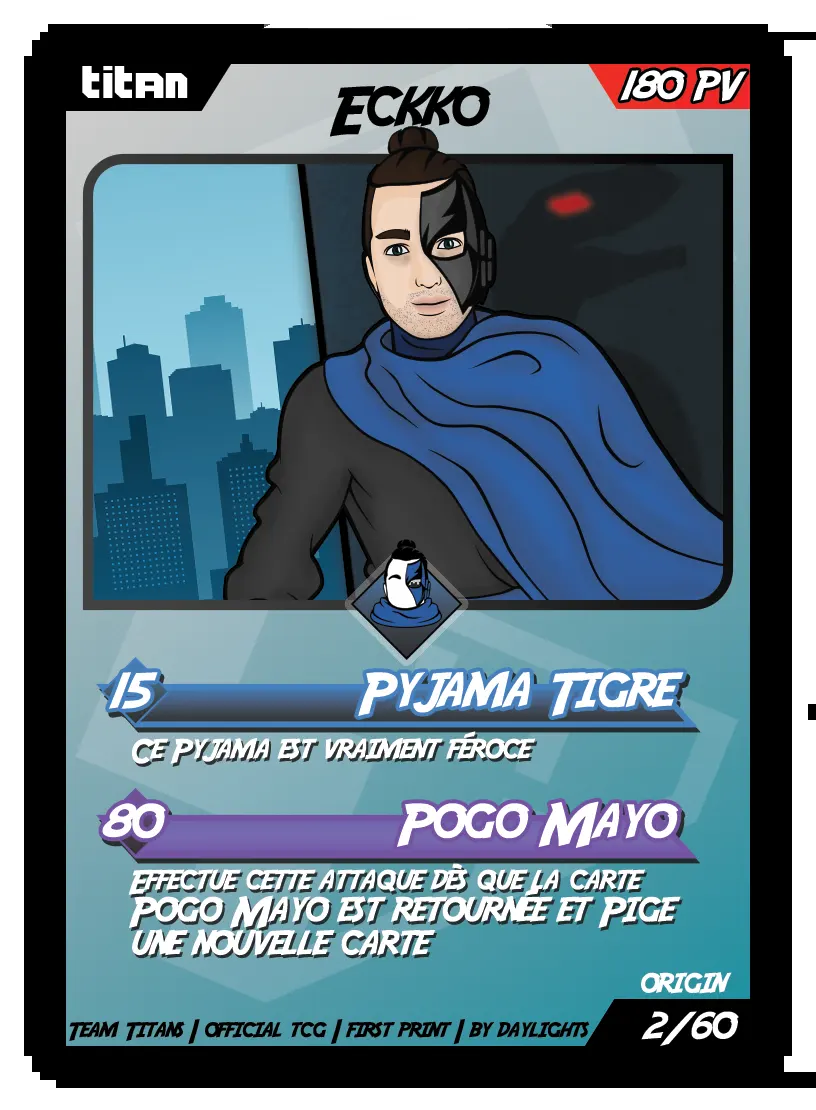 titan
Eckko
180 PV
15
Pyjama Tigre
Ce Pyjama est vraiment féroce
80
Pogo Mayo
Effectue cette attaque dès que la carte
Pogo Mayo est retournée et Pige
une nouvelle carte
Origin
Team Titans | official tcg | first print | by daylights
2/60